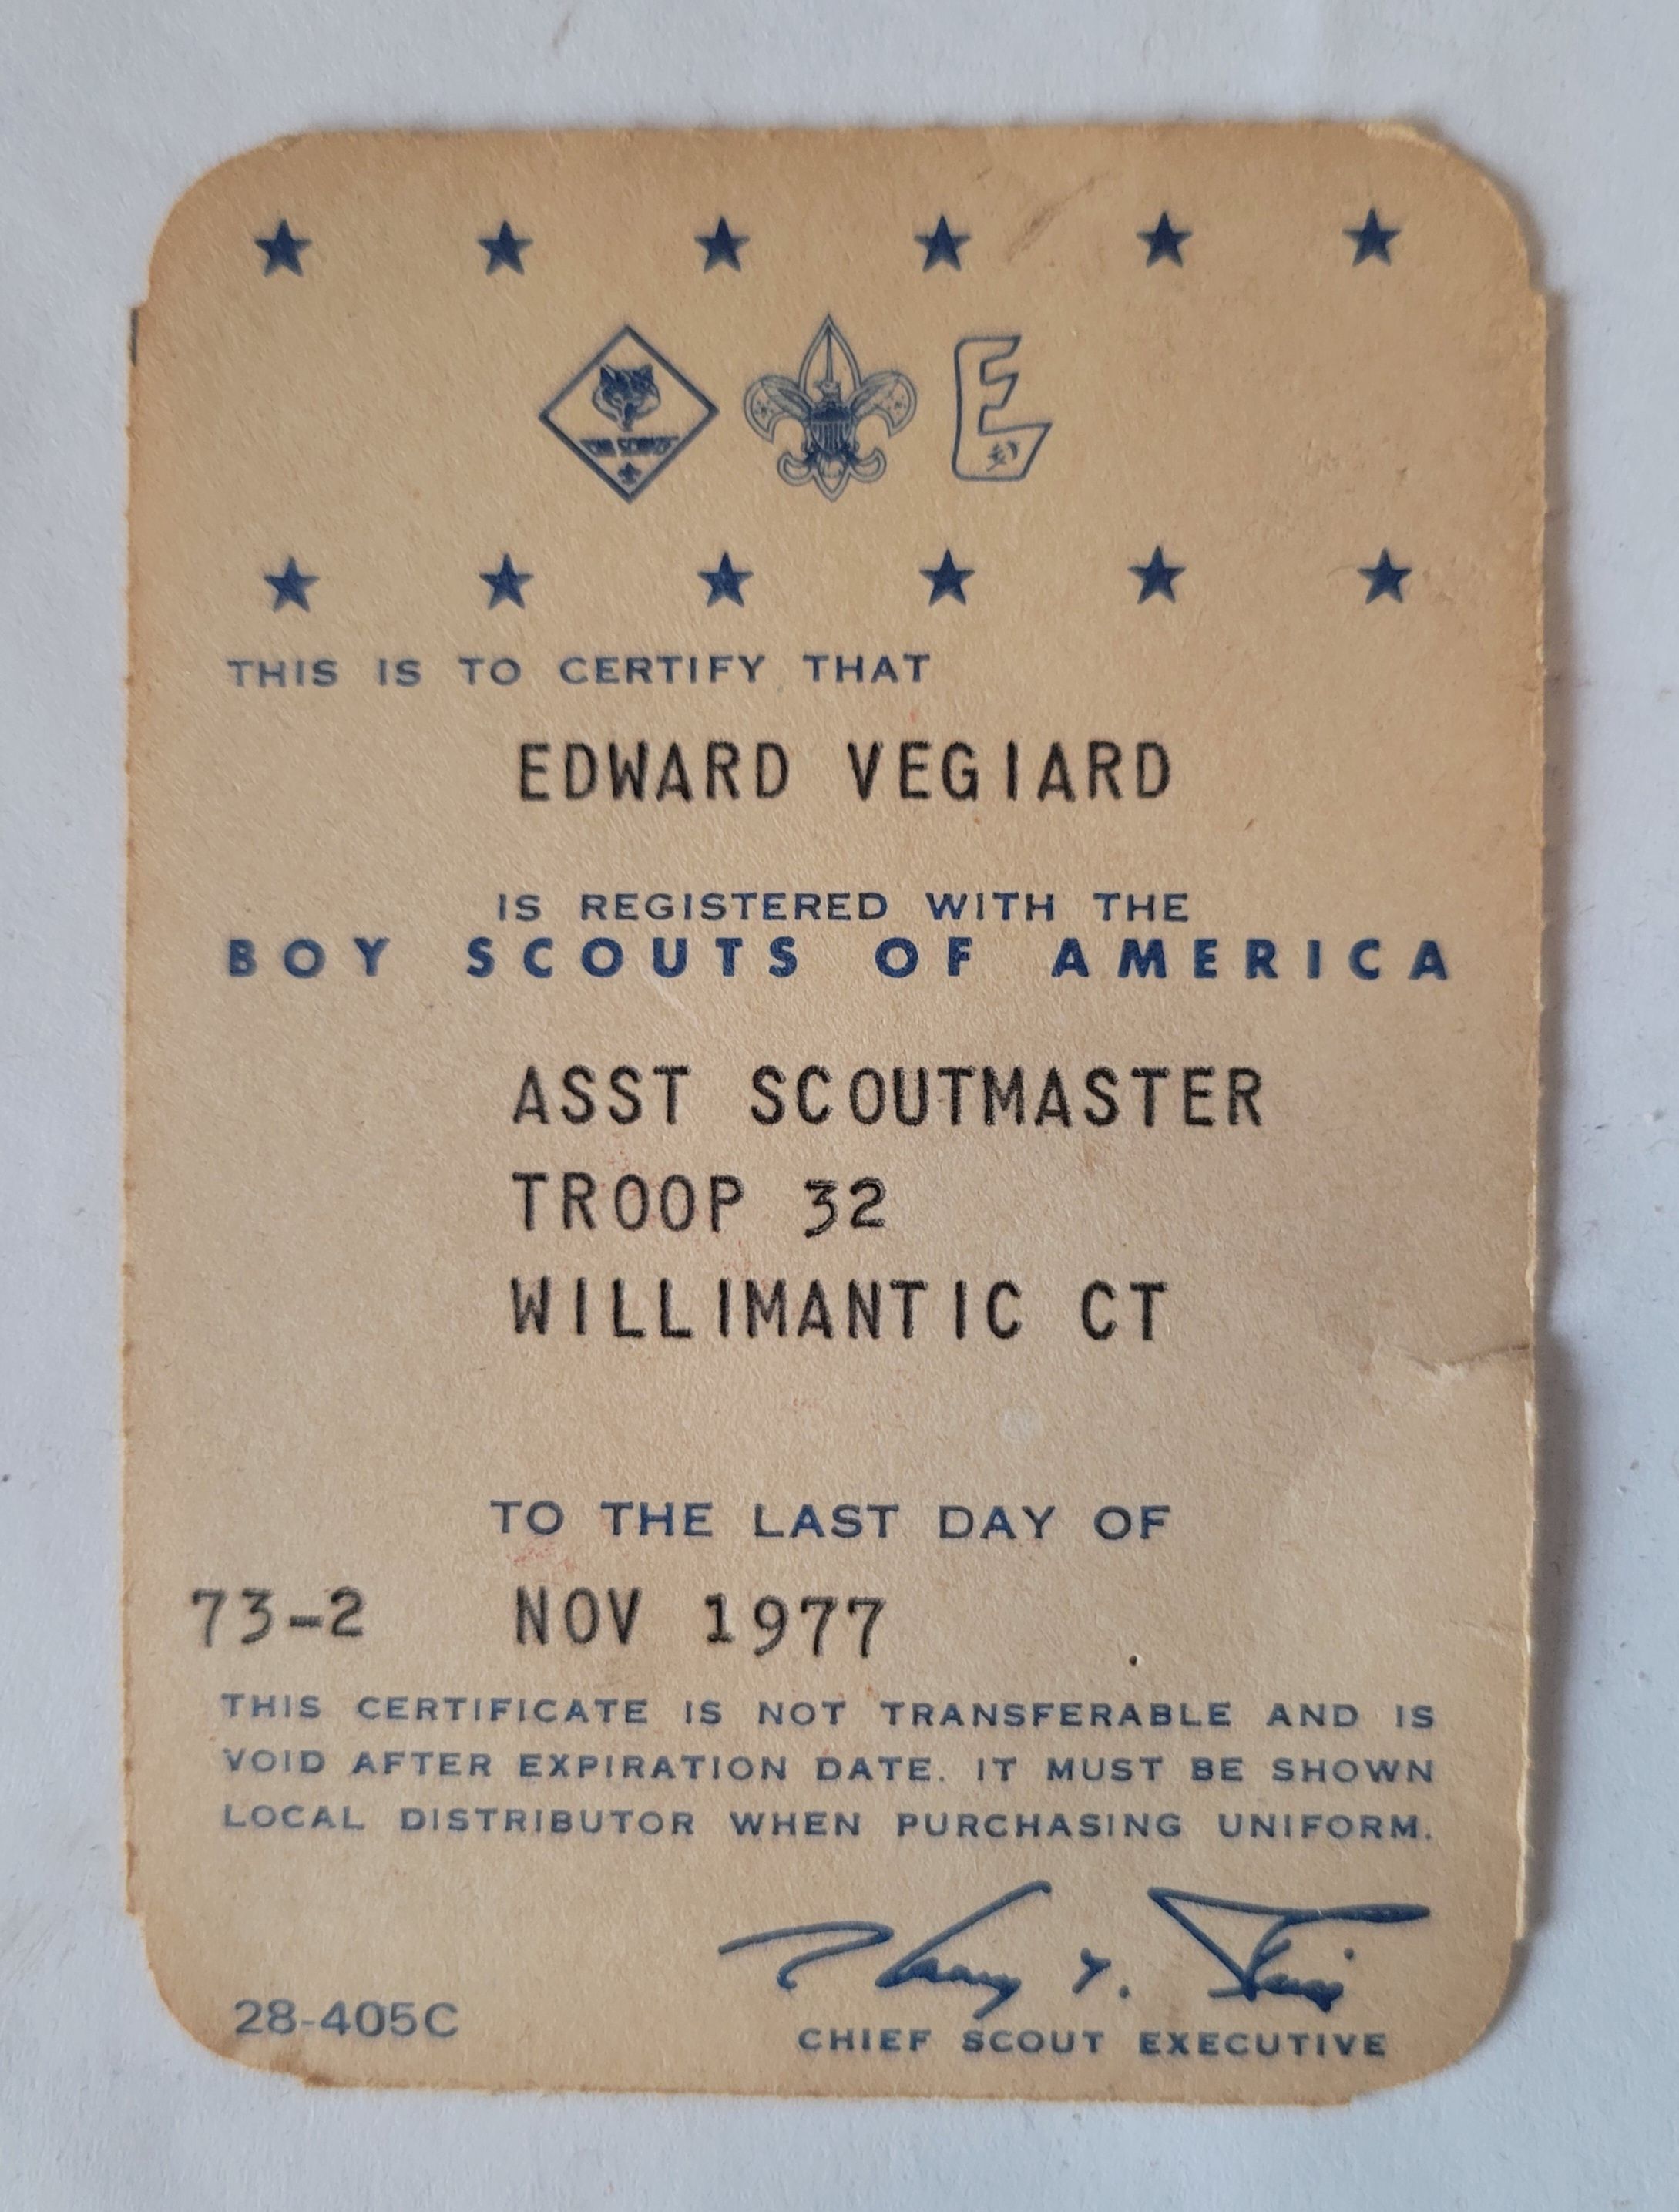 CUB SCOUTS
E
THIS IS TO CERTIFY THAT
EDWARD VEGIARD
IS REGISTERED WITH THE
BOY SCOUTS OF AMERICA
ASST SCOUTMASTER
TROOP 32
WILLIMANTIC CT
TO THE LAST DAY OF
73-2 NOV 1977
THIS CERTIFICATE IS NOT TRANSFERABLE AND IS
VOID AFTER EXPIRATION DATE. IT MUST BE SHOWN
LOCAL DISTRIBUTOR WHEN PURCHASING UNIFORM.
28-405C
CHIEF SCOUT EXECUTIVE